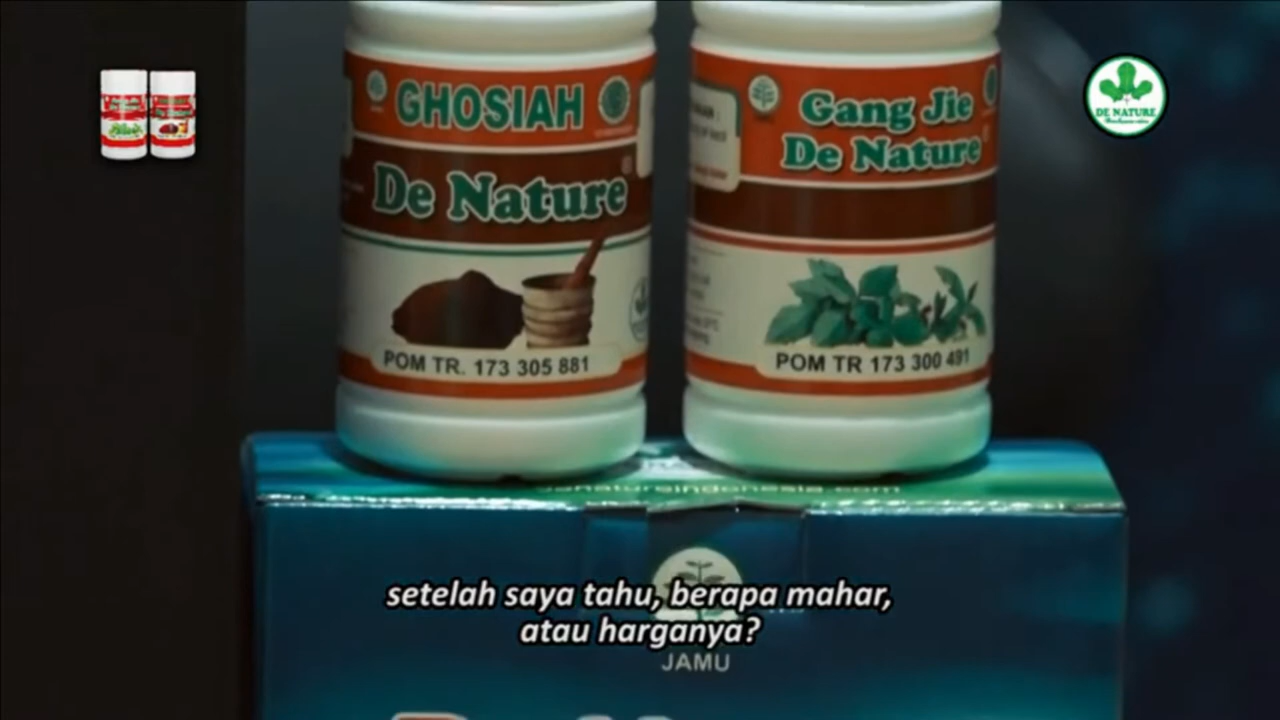 GHOSIAH
De Nature
POM TR. 173 305 881
Gang Jie
De Nature
POM TR 173 300 491
DE NATURE
setelah saya tahu, berapa mahar,
atau harganya?
JAMU